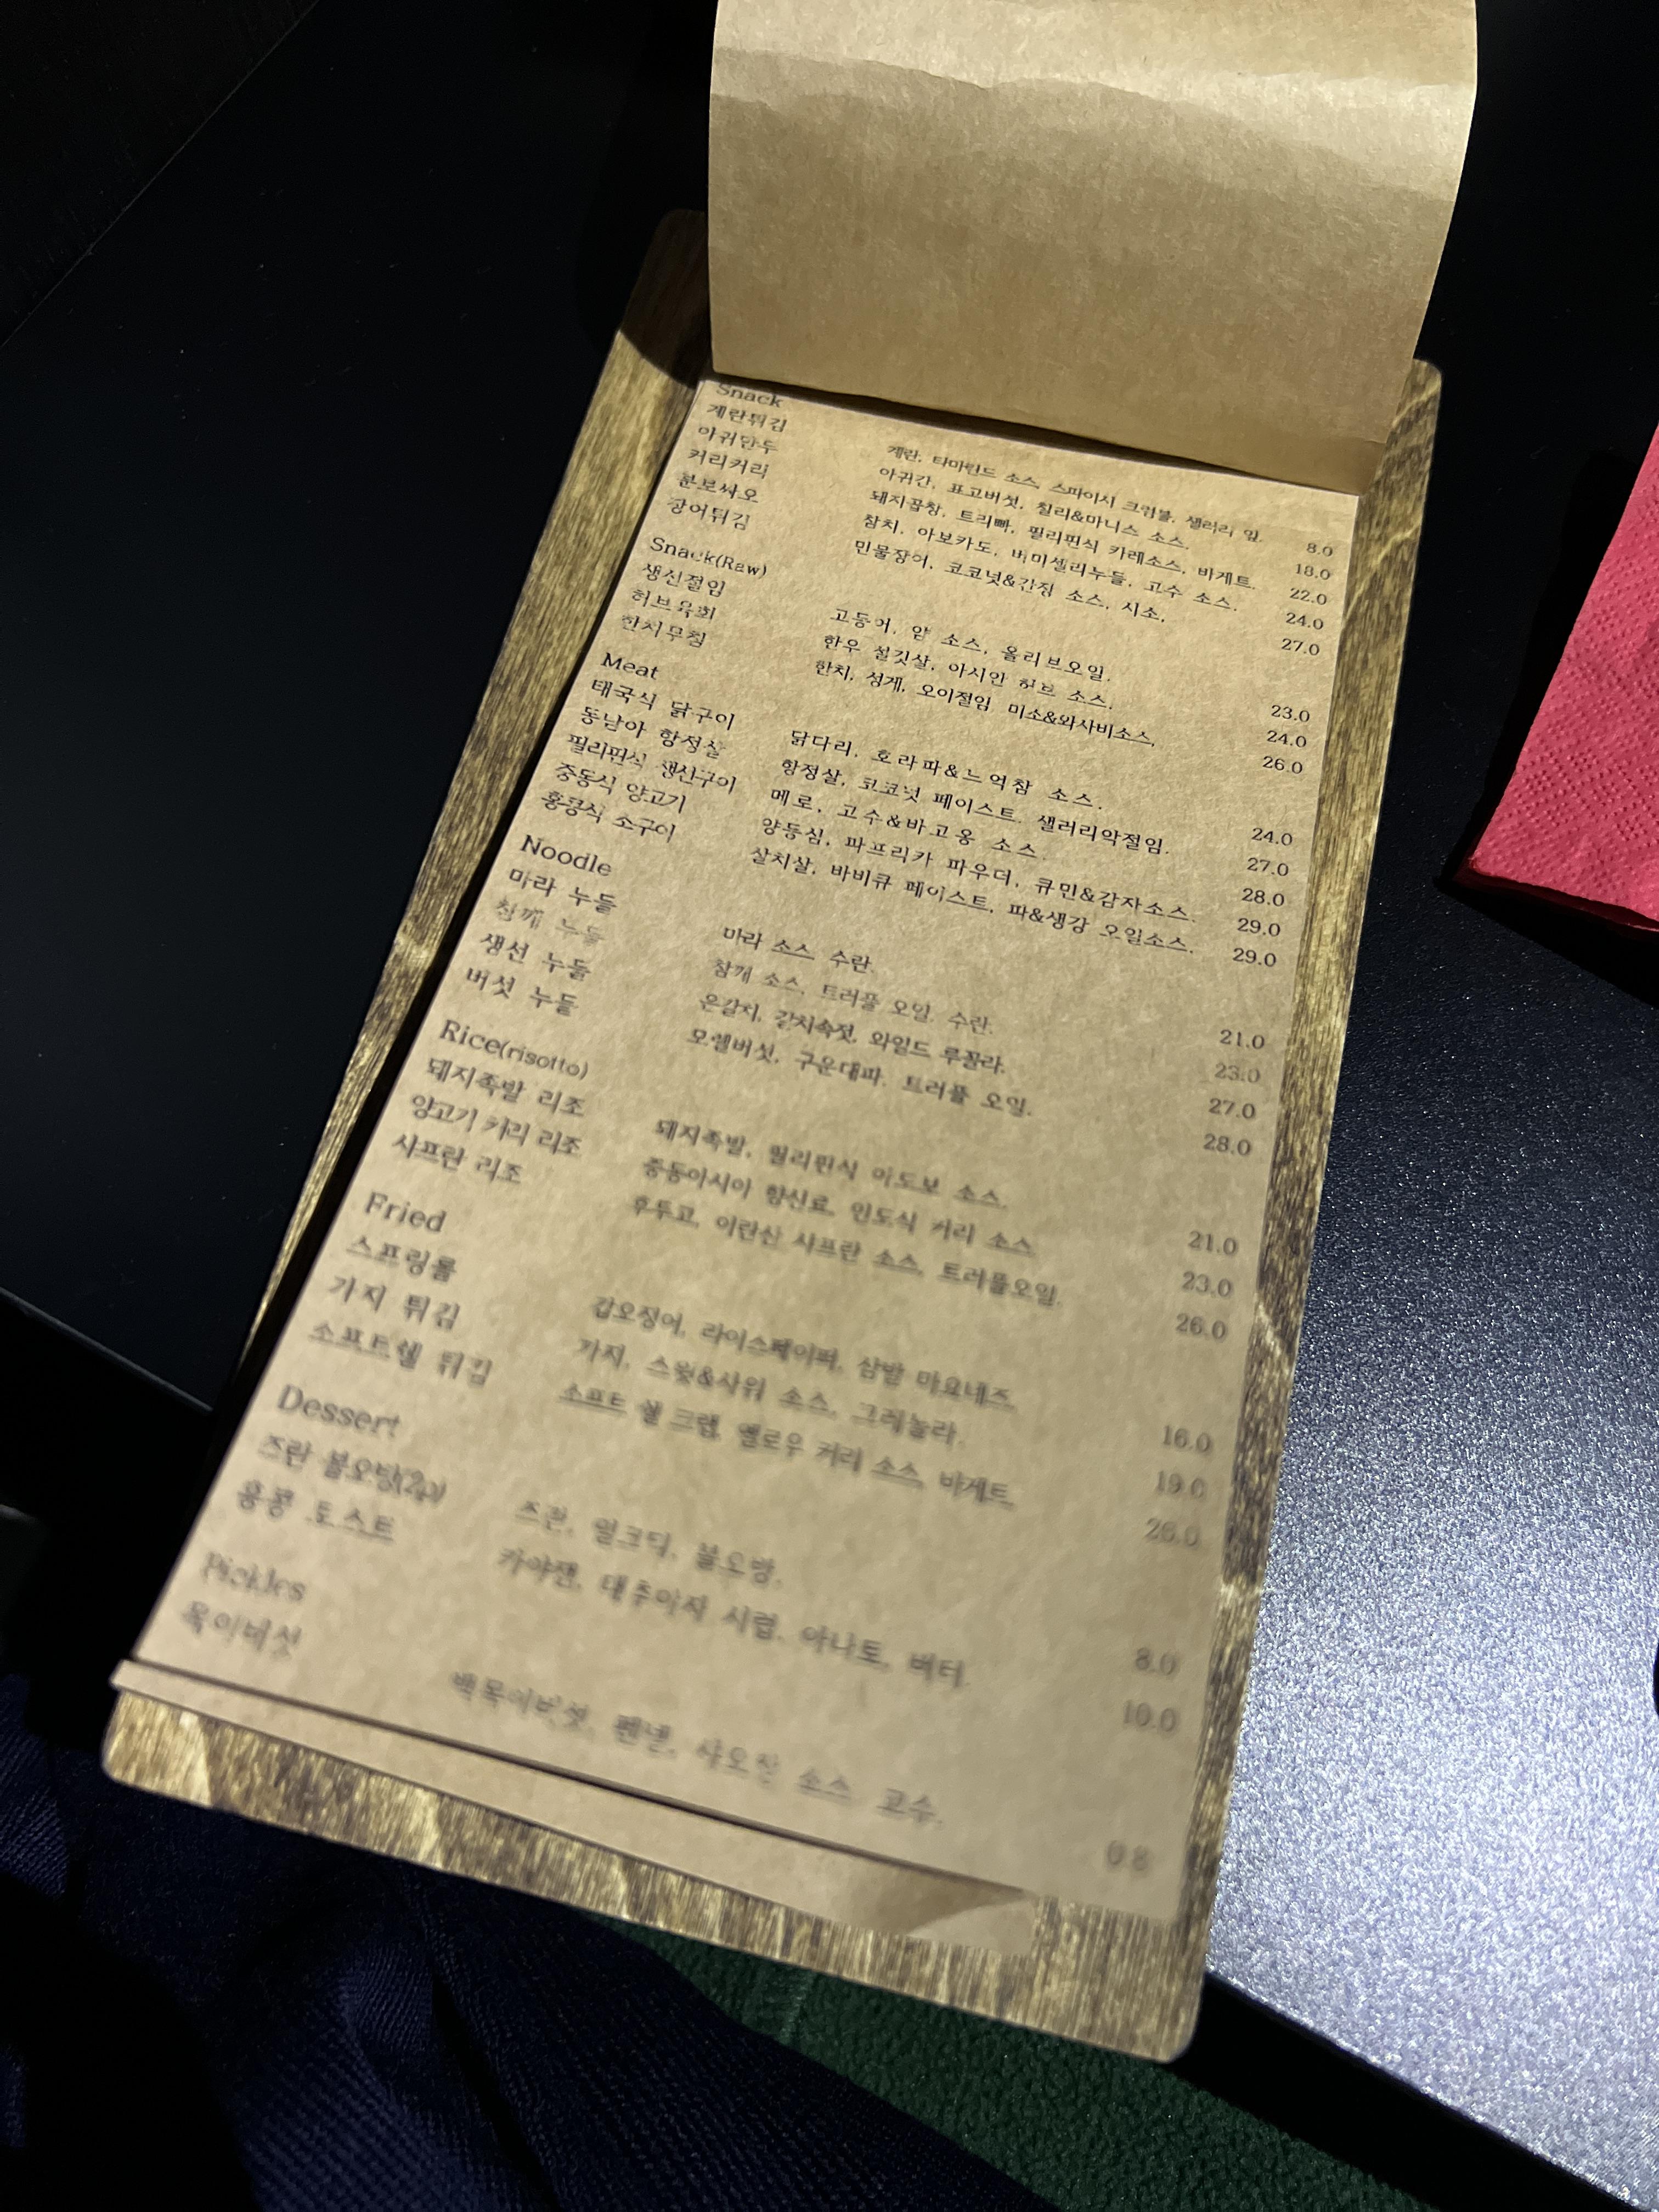 Snack
계란튀김 계란, 타마린드 소스, 스파이시 크럼블, 샐러리 잎. 8.0
아귀만두 아귀간, 표고버섯, 칠리&마니스 소스. 18.0
커리커리 돼지곱창, 트리빠, 필리핀식 카레소스, 바게트. 22.0
분보싸오 참치, 아보카도, 버미셀리누들, 고수 소스. 24.0
장어튀김 민물장어, 코코넛&간장 소스, 시소. 27.0
Snack(Raw)
생선절임 고등어, 얌 소스, 올리브오일. 23.0
허브육회 한우 설깃살, 아시안 허브 소스. 24.0
한치무침 한치, 성게, 오이절임, 미소&와사비소스. 26.0
Meat
태국식 닭구이 닭다리, 호라파&느억참 소스. 24.0
동남아 항정살 항정살, 코코넛 페이스트, 샐러리악절임. 27.0
필리핀식 생선구이 메로, 고수&바고옹 소스. 28.0
중동식 양고기 양등심, 파프리카 파우더, 큐민&감자소스. 29.0
홍콩식 소구이 살치살, 바비큐 페이스트, 파&생강 오일소스. 29.0
Noodle
마라 누들 마라 소스 수란. 21.0
참깨 누들 참깨 소스, 트러플 오일, 수란. 23.0
생선 누들 은갈치, 갈치속젓, 와일드 루꼴라. 27.0
버섯 누들 모렐버섯, 구운대파, 트러플 오일. 28.0
Rice(risotto)
돼지족발 리조 돼지족발, 필리핀식 아도보 소스. 21.0
양고기 커리 리조 중동아시아 향신료, 인도식 커리 소스 23.0
사프란 리조 후투고, 이란산 사프란 소스, 트러플오일. 26.0
Fried
스프링롤 갑오징어, 라이스페이퍼, 삼발 마요네즈. 16.0
가지 튀김 가지, 스윗&사워 소스, 그레놀라. 19.0
소프트쉘 튀김 소프트 쉘 크랩, 옐로우 커리 소스, 바게트. 26.0
Dessert
즈란 볼오방(2p) 즈란, 밀크티, 볼오방. 8.0
홍콩 토스트 카야잼, 대추야자 시럽, 아나토, 버터. 10.0
Pickles
목이버섯 백목이버섯, 펜넬, 소스 고수.